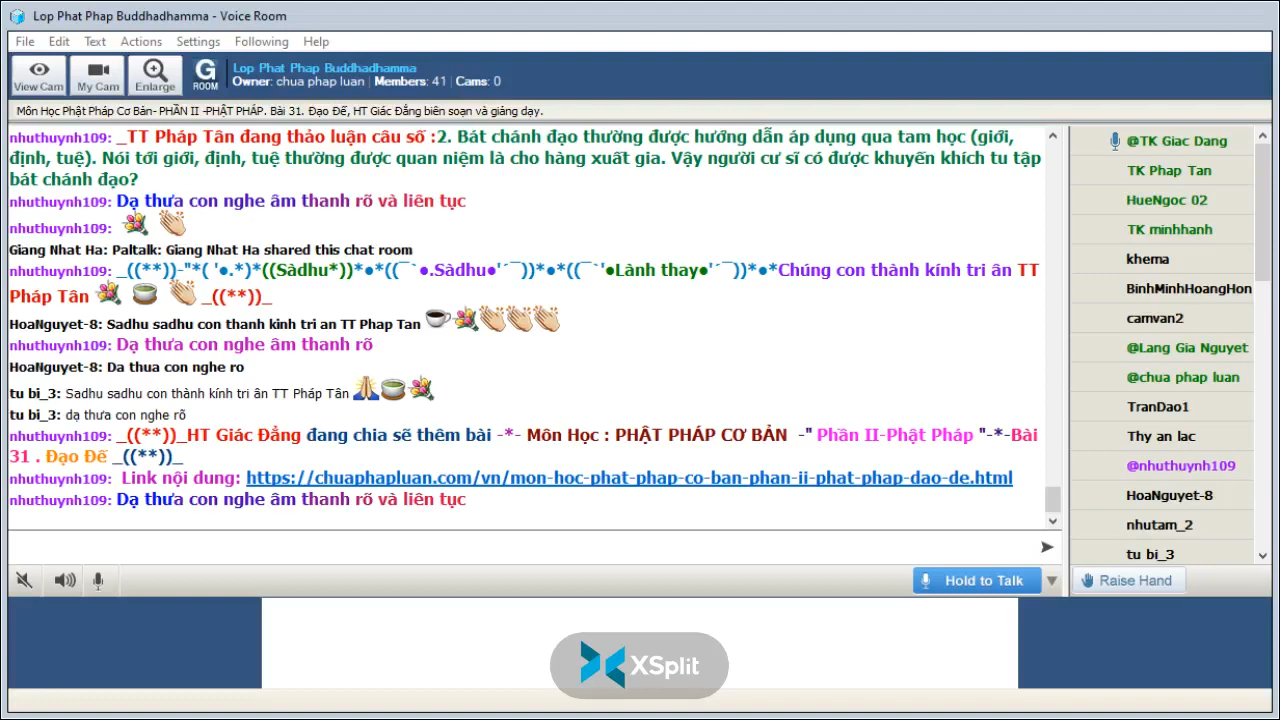 Lop Phat Phap Buddhadhamma - Voice Room
File Edit Text Actions Settings Following Help
View Cam My Cam Enlarge G ROOM
Lop Phat Phap Buddhadhamma
Owner: chua phap luan | Members: 41 | Cams: 0
Môn Học Phật Pháp Cơ Bản- PHẦN II -PHẬT PHÁP. Bài 31. Đạo Đế, HT Giác Đẳng biên soạn và giảng dạy.
nhuthuynh109: _TT Pháp Tân đang thảo luận câu số :2. Bát chánh đạo thường được hướng dẫn áp dụng qua tam học (giới,
định, tuệ). Nói tới giới, định, tuệ thường được quan niệm là cho hàng xuất gia. Vậy người cư sĩ có được khuyến khích tu tập
bát chánh đạo?
nhuthuynh109: Dạ thưa con nghe âm thanh rõ và liên tục
nhuthuynh109: 💐 👏
Giang Nhat Ha: Paltalk: Giang Nhat Ha shared this chat room
nhuthuynh109: _((**))-"*( '●.*)*((Sàdhu*))*●*((¯`●.Sàdhu●'´¯))*●*((¯`'●Lành thay●'´¯))*●*Chúng con thành kính tri ân TT
Pháp Tân 💐 🍵 👏 _((**))_
HoaNguyet-8: Sadhu sadhu con thanh kinh tri an TT Phap Tan ☕💐👏👏👏
nhuthuynh109: Dạ thưa con nghe âm thanh rõ
HoaNguyet-8: Da thua con nghe ro
tu bi_3: Sadhu sadhu con thành kính tri ân TT Pháp Tân 🙏🍵💐
tu bi_3: dạ thưa con nghe rõ
nhuthuynh109: _((**))_HT Giác Đẳng đang chia sẽ thêm bài -*- Môn Học : PHẬT PHÁP CƠ BẢN -" Phần II-Phật Pháp "-*-Bài
31 . Đạo Đế _((**))_
nhuthuynh109: Link nội dung: https://chuaphapluan.com/vn/mon-hoc-phat-phap-co-ban-phan-ii-phat-phap-dao-de.html
nhuthuynh109: Dạ thưa con nghe âm thanh rõ và liên tục
@TK Giac Dang
TK Phap Tan
HueNgoc 02
TK minhhanh
khema
BinhMinhHoangHon
camvan2
@Lang Gia Nguyet
@chua phap luan
TranDao1
Thy an lac
@nhuthuynh109
HoaNguyet-8
nhutam_2
tu bi_3
Hold to Talk
Raise Hand
XSplit